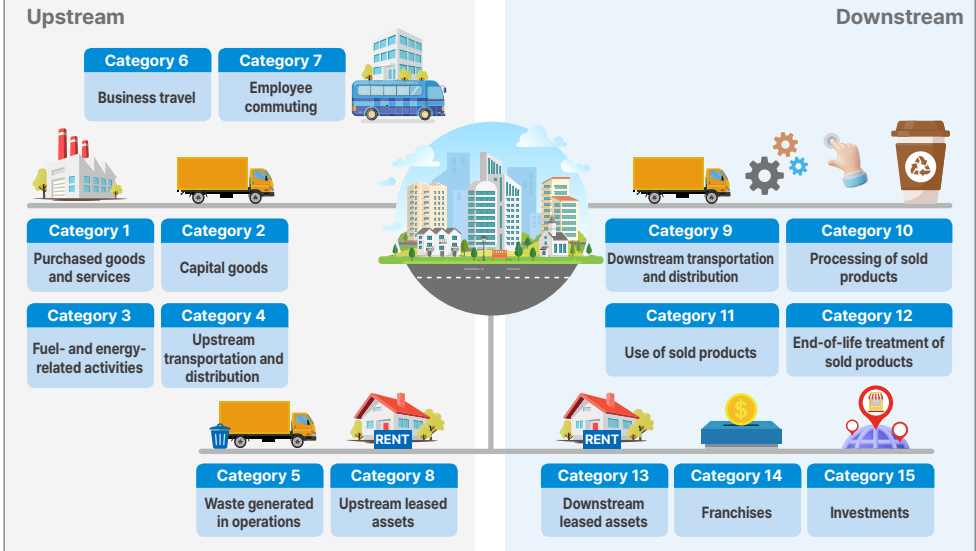 Upstream
Downstream
Category 6
Business travel
Category 7
Employee
commuting
Category 1
Purchased goods
and services
Category 2
Capital goods
Category 9
Downstream transportation
and distribution
Category 10
Processing of sold
products
Category 3
Fuel- and energy-
related activities
Category 4
Upstream
transportation and
distribution
Category 11
Use of sold products
Category 12
End-of-life treatment of
sold products
RENT
RENT
$
Category 5
Waste generated
in operations
Category 8
Upstream leased
assets
Category 13
Downstream
leased assets
Category 14
Franchises
Category 15
Investments